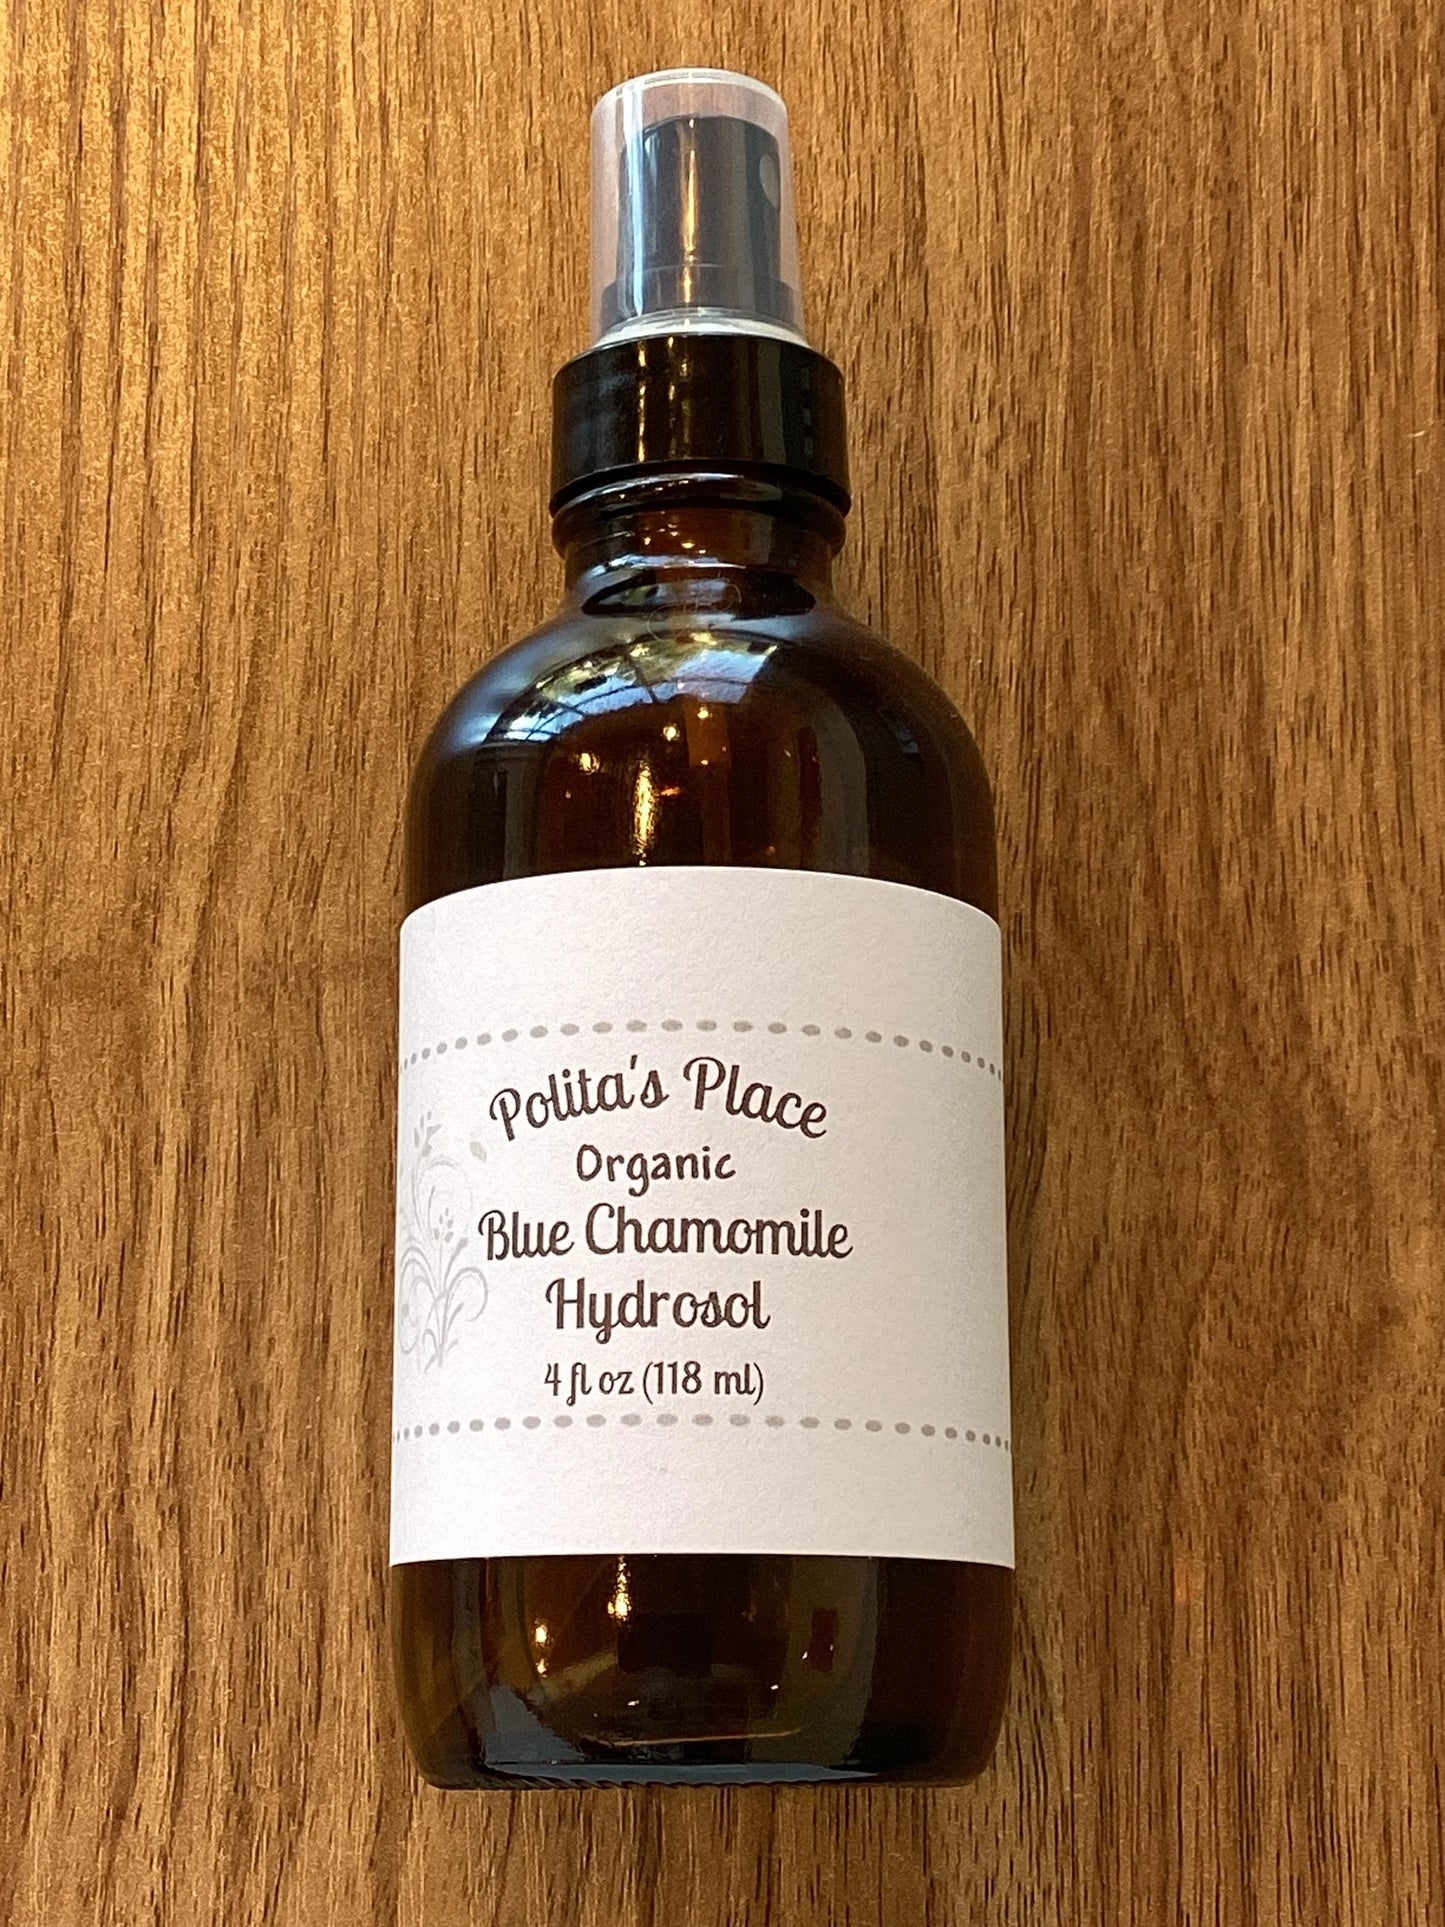 Polita's Place
Organic
Blue Chamomile
Hydrosol
4 fl oz (118 ml)